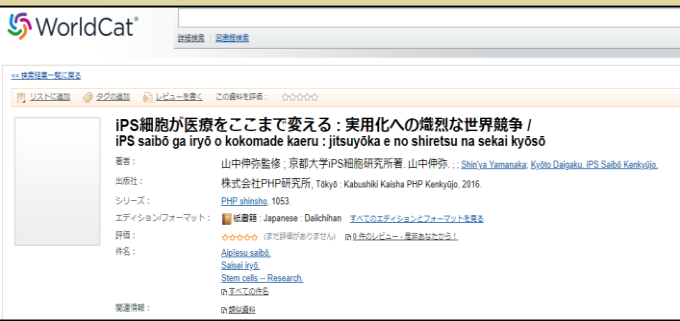 WorldCat®
詳細検索 図書館検索
<< 検索結果一覧に戻る
リストに追加 タグの追加 レビューを書く この資料を評価：
iPS細胞が医療をここまで変える : 実用化への熾烈な世界競争 /
iPS saibō ga iryō o kokomade kaeru : jitsuyōka e no shiretsu na sekai kyōsō
著者： 山中伸弥監修 ; 京都大学iPS細胞研究所著. 山中伸弥. ; ; Shin'ya Yamanaka; Kyōto Daigaku. iPS Saibō Kenkyūjo.
出版社： 株式会社PHP研究所, Tōkyō : Kabushiki Kaisha PHP Kenkyūjo, 2016.
シリーズ： PHP shinsho, 1053.
エディション/フォーマット： 紙書籍 : Japanese : Daiichihan すべてのエディションとフォーマットを見る
評価： (まだ評価がありません) 0 件のレビュー - 是非あなたから！
件名： Aipīesu saibō.
Saisei iryō.
Stem cells -- Research.
すべての件名
関連情報： 類似資料